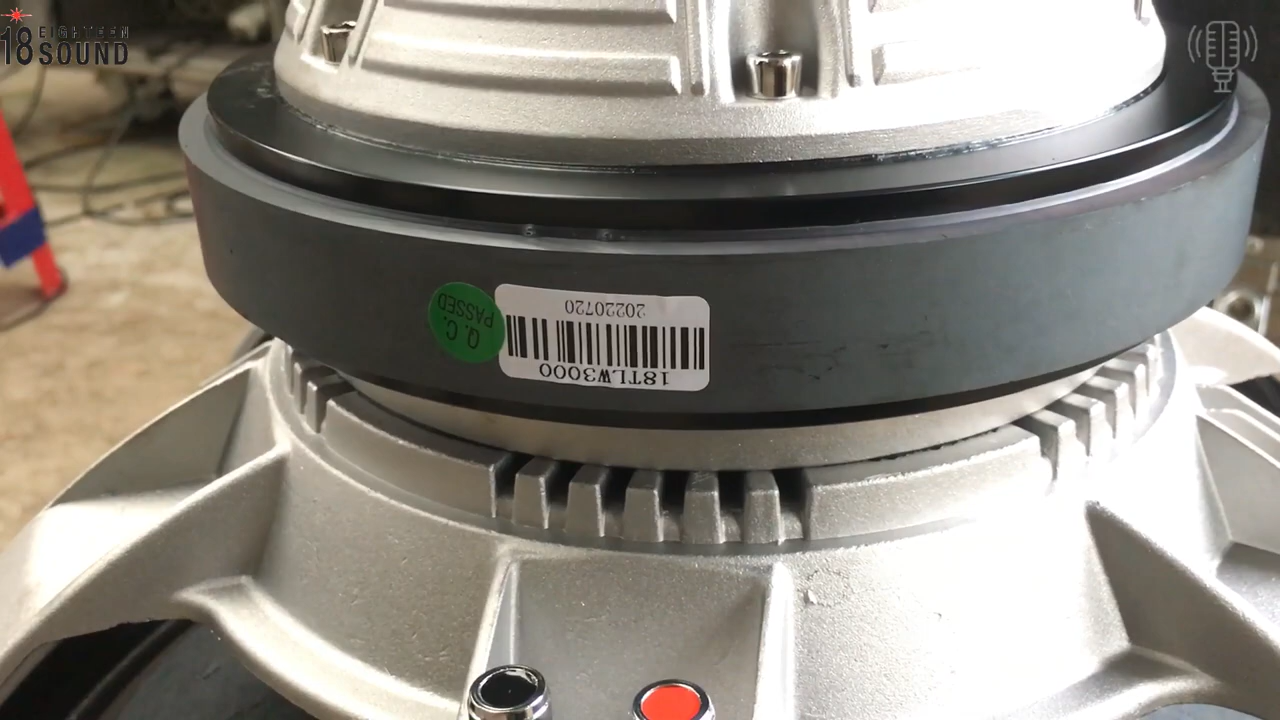 18 EIGHTEEN SOUND
Q.C.
PASSED
18TLW3000
20220720